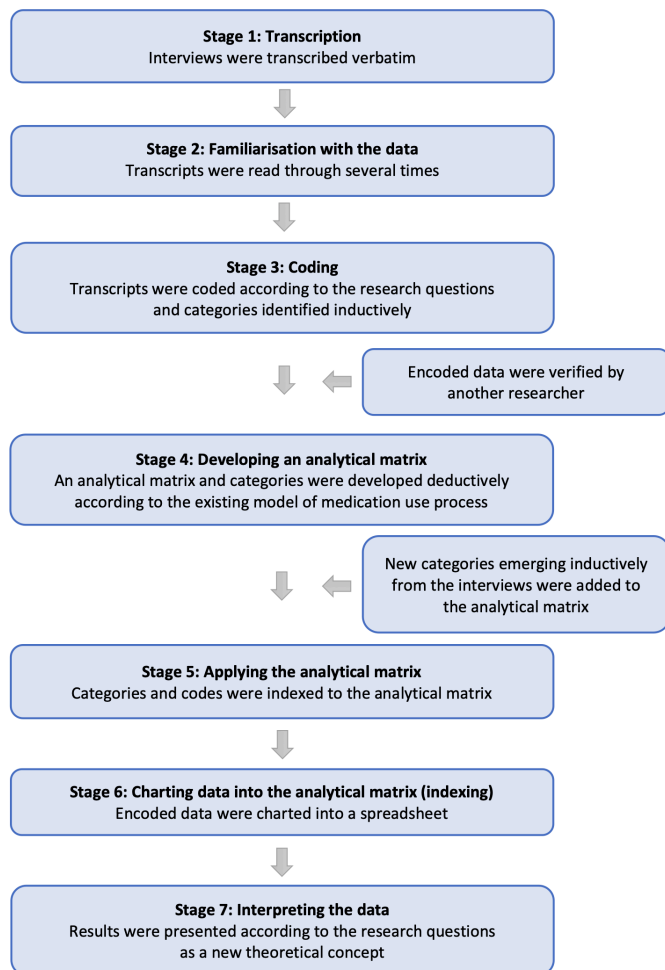 Stage 1: Transcription
Interviews were transcribed verbatim
Stage 2: Familiarisation with the data
Transcripts were read through several times
Stage 3: Coding
Transcripts were coded according to the research questions
and categories identified inductively
Encoded data were verified by
another researcher
Stage 4: Developing an analytical matrix
An analytical matrix and categories were developed deductively
according to the existing model of medication use process
New categories emerging inductively
from the interviews were added to
the analytical matrix
Stage 5: Applying the analytical matrix
Categories and codes were indexed to the analytical matrix
Stage 6: Charting data into the analytical matrix (indexing)
Encoded data were charted into a spreadsheet
Stage 7: Interpreting the data
Results were presented according to the research questions
as a new theoretical concept